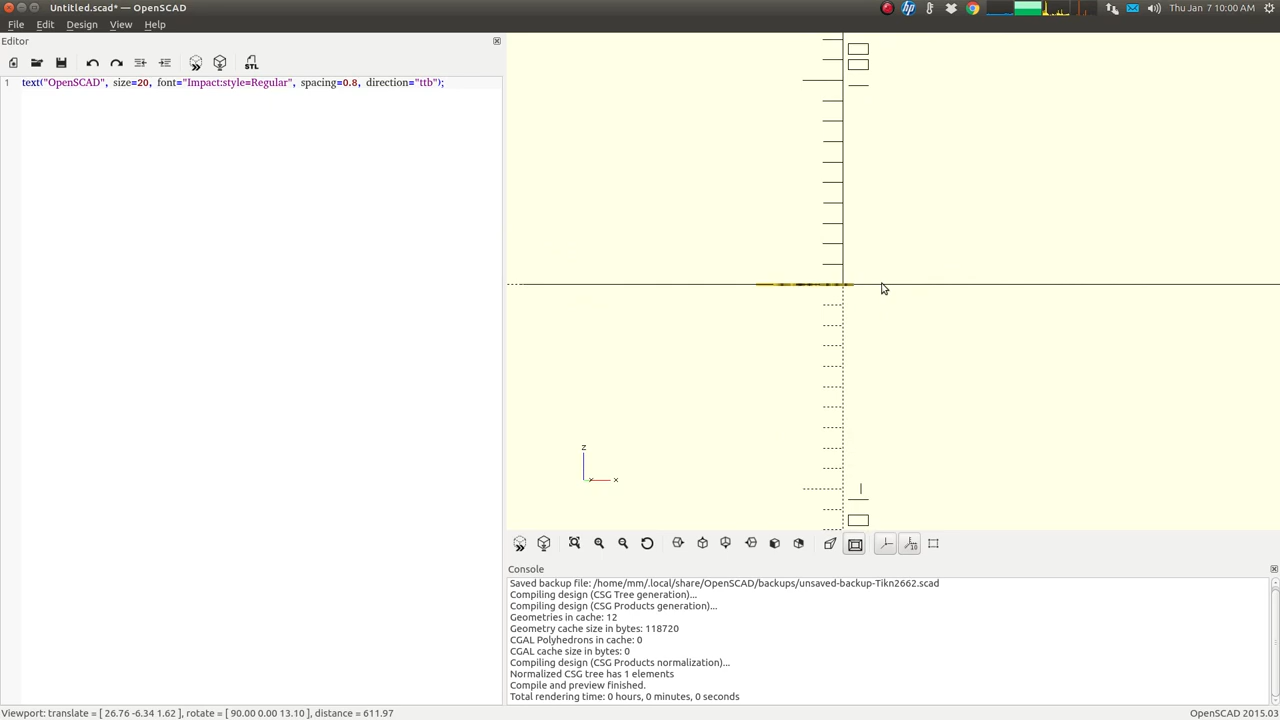 Untitled.scad* — OpenSCAD
Thu Jan 7 10:00 AM
File Edit Design View Help
Editor
STL
1 text("OpenSCAD", size=20, font="Impact:style=Regular", spacing=0.8, direction="ttb");
z
x
10
Console
Saved backup file: /home/mm/.local/share/OpenSCAD/backups/unsaved-backup-Tikn2662.scad
Compiling design (CSG Tree generation)...
Compiling design (CSG Products generation)...
Geometries in cache: 12
Geometry cache size in bytes: 118720
CGAL Polyhedrons in cache: 0
CGAL cache size in bytes: 0
Compiling design (CSG Products normalization)...
Normalized CSG tree has 1 elements
Compile and preview finished.
Total rendering time: 0 hours, 0 minutes, 0 seconds
Viewport: translate = [ 26.76 -6.34 1.62 ], rotate = [ 90.00 0.00 13.10 ], distance = 611.97
OpenSCAD 2015.03